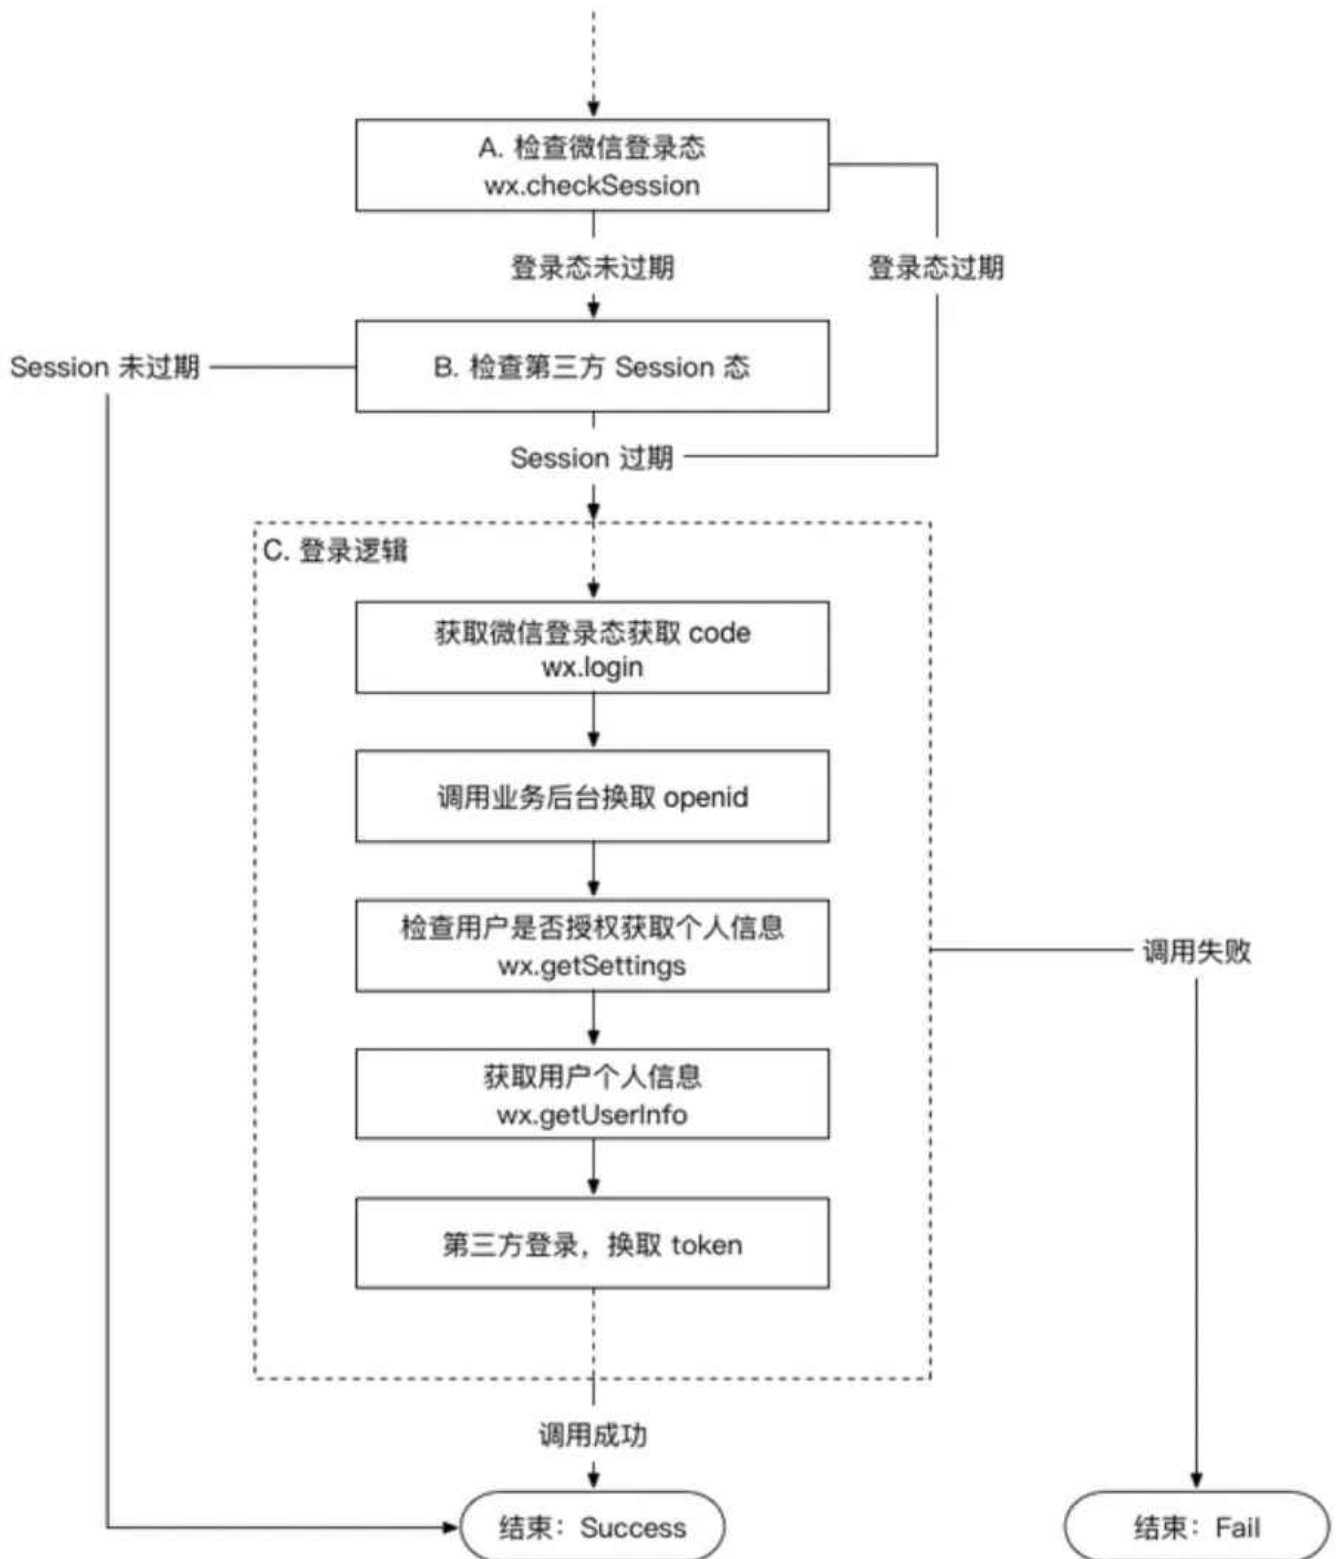 A. 检查微信登录态
wx.checkSession
登录态未过期
登录态过期
Session 未过期
B. 检查第三方 Session 态
Session 过期
C. 登录逻辑
获取微信登录态获取 code
wx.login
调用业务后台换取 openid
检查用户是否授权获取个人信息
wx.getSettings
调用失败
获取用户个人信息
wx.getUserInfo
第三方登录，换取 token
调用成功
结束：Success
结束：Fail